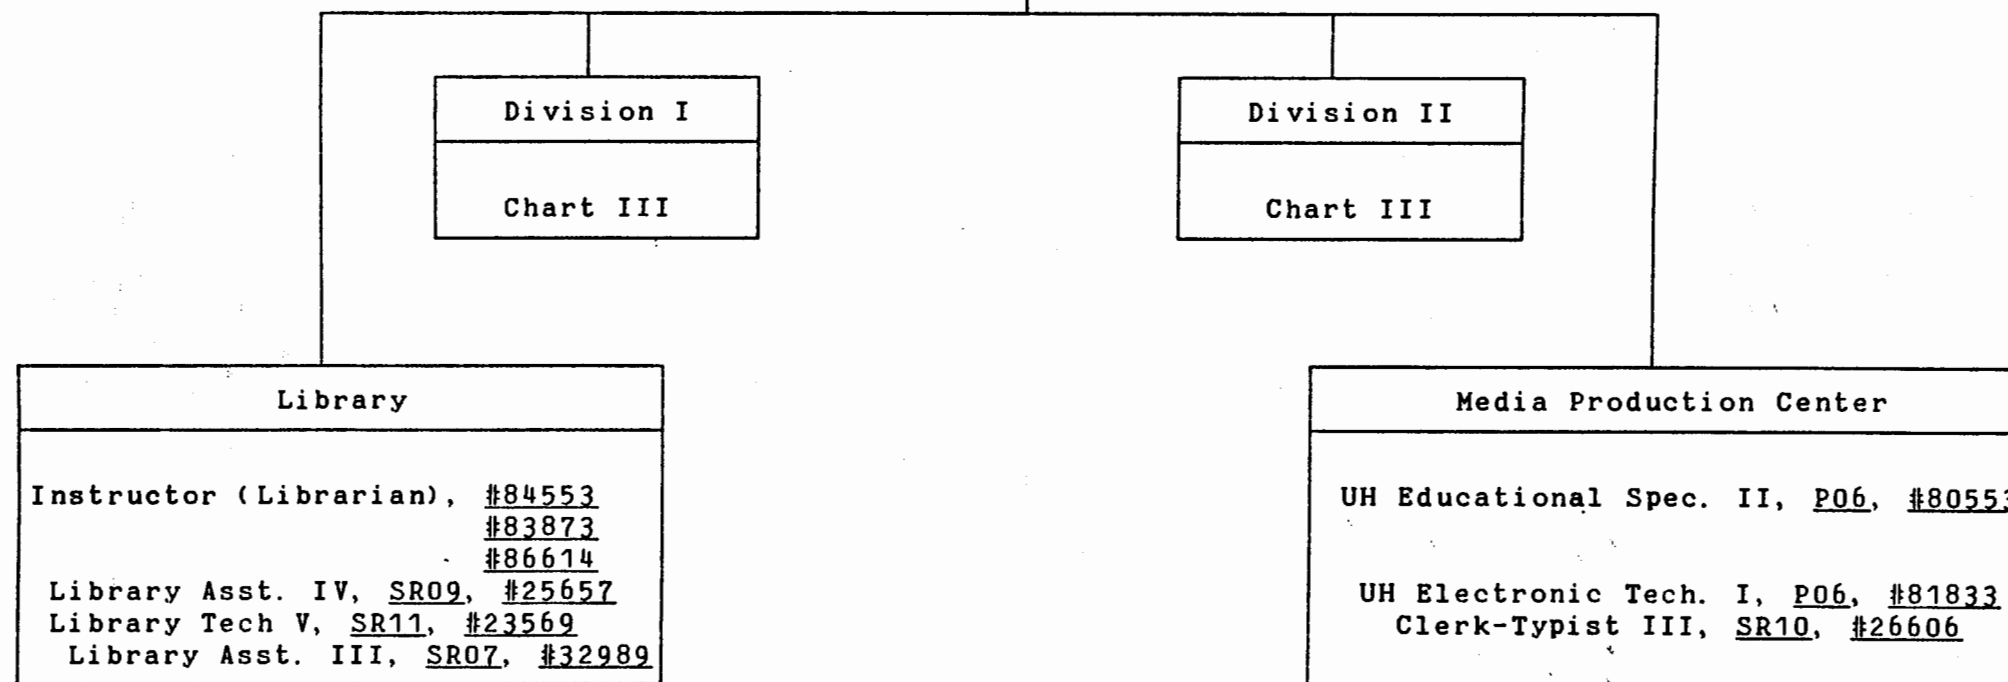 Division I
Chart III
Division II
Chart III
Library
Instructor (Librarian), #84553
#83873
#86614
Library Asst. IV, SR09, #25657
Library Tech V, SR11, #23569
Library Asst. III, SR07, #32989
Media Production Center
UH Educational Spec. II, P06, #80553
UH Electronic Tech. I, P06, #81833
Clerk-Typist III, SR10, #26606